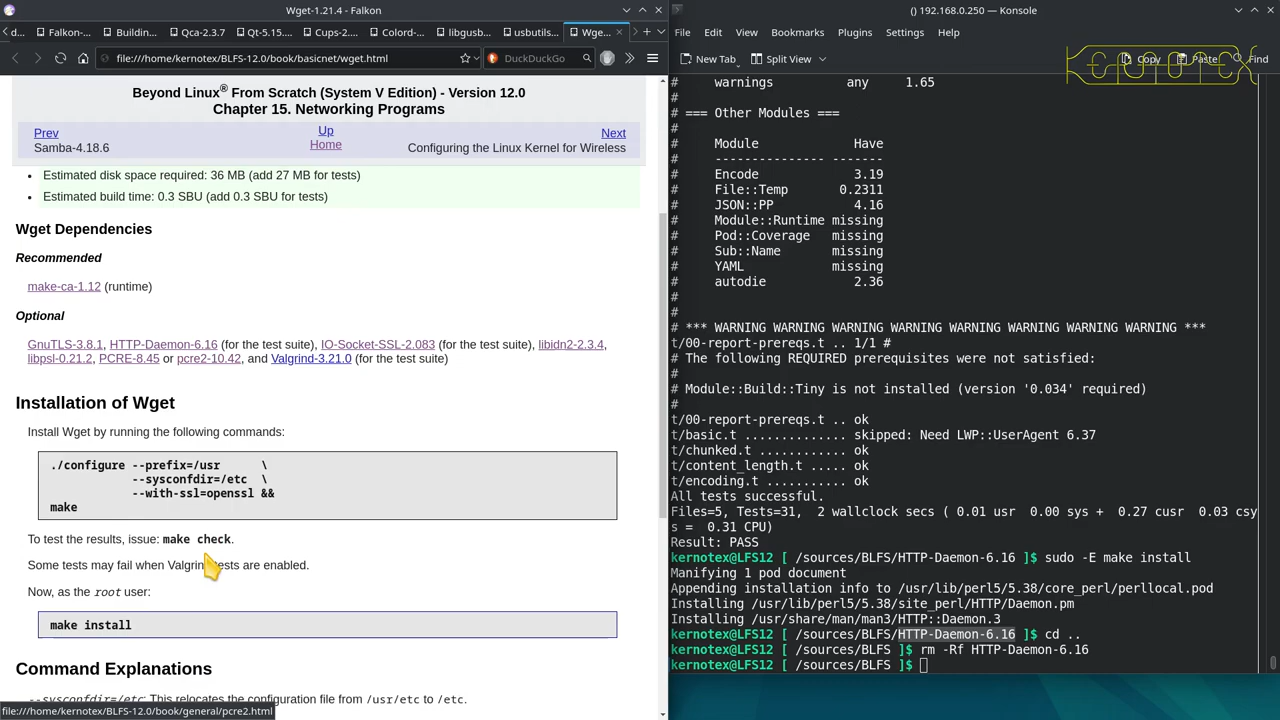 Wget-1.21.4 - Falkon
d...
Falkon-...
Building...
Qca-2.3.7
Qt-5.15....
Cups-2....
Colord-...
libgusb...
usbutils...
Wge...
file:///home/kernotex/BLFS-12.0/book/basicnet/wget.html
DuckDuckGo
Beyond Linux® From Scratch (System V Edition) - Version 12.0
Chapter 15. Networking Programs
Prev Up Next
Samba-4.18.6 Home Configuring the Linux Kernel for Wireless
• Estimated disk space required: 36 MB (add 27 MB for tests)
• Estimated build time: 0.3 SBU (add 0.3 SBU for tests)
Wget Dependencies
Recommended
make-ca-1.12 (runtime)
Optional
GnuTLS-3.8.1, HTTP-Daemon-6.16 (for the test suite), IO-Socket-SSL-2.083 (for the test suite), libidn2-2.3.4,
libpsl-0.21.2, PCRE-8.45 or pcre2-10.42, and Valgrind-3.21.0 (for the test suite)
Installation of Wget
Install Wget by running the following commands:
./configure --prefix=/usr \
--sysconfdir=/etc \
--with-ssl=openssl &&
make
To test the results, issue: make check.
Some tests may fail when Valgrind tests are enabled.
Now, as the root user:
make install
Command Explanations
--sysconfdir=/etc: This relocates the configuration file from /usr/etc to /etc.
file:///home/kernotex/BLFS-12.0/book/general/pcre2.html
() 192.168.0.250 — Konsole
File Edit View Bookmarks Plugins Settings Help
New Tab Split View Copy Paste Find
kernotex
# warnings any 1.65
#
# === Other Modules ===
#
# Module Have
# --------------- ------
# Encode 3.19
# File::Temp 0.2311
# JSON::PP 4.16
# Module::Runtime missing
# Pod::Coverage missing
# Sub::Name missing
# YAML missing
# autodie 2.36
#
#
# *** WARNING WARNING WARNING WARNING WARNING WARNING WARNING WARNING ***
t/00-report-prereqs.t .. 1/1 #
# The following REQUIRED prerequisites were not satisfied:
#
# Module::Build::Tiny is not installed (version '0.034' required)
#
t/00-report-prereqs.t .. ok
t/basic.t ............. skipped: Need LWP::UserAgent 6.37
t/chunked.t ........... ok
t/content_length.t ..... ok
t/encoding.t .......... ok
All tests successful.
Files=5, Tests=31, 2 wallclock secs ( 0.01 usr 0.00 sys + 0.27 cusr 0.03 csy
s = 0.31 CPU)
Result: PASS
kernotex@LFS12 [ /sources/BLFS/HTTP-Daemon-6.16 ]$ sudo -E make install
Manifying 1 pod document
Appending installation info to /usr/lib/perl5/5.38/core_perl/perllocal.pod
Installing /usr/lib/perl5/5.38/site_perl/HTTP/Daemon.pm
Installing /usr/share/man/man3/HTTP::Daemon.3
kernotex@LFS12 [ /sources/BLFS/HTTP-Daemon-6.16 ]$ cd ..
kernotex@LFS12 [ /sources/BLFS ]$ rm -Rf HTTP-Daemon-6.16
kernotex@LFS12 [ /sources/BLFS ]$